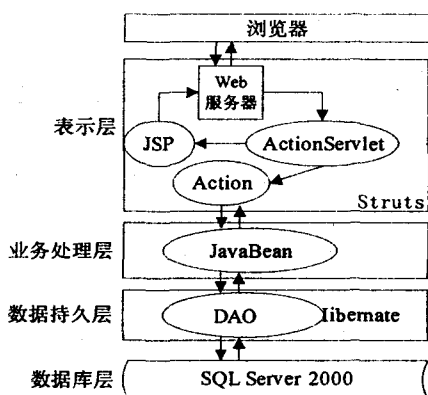 浏览器
Web
服务器
表示层
JSP
ActionServlet
Action
Struts
业务处理层
JavaBean
数据持久层
DAO
Iibernate
数据库层
SQL Server 2000